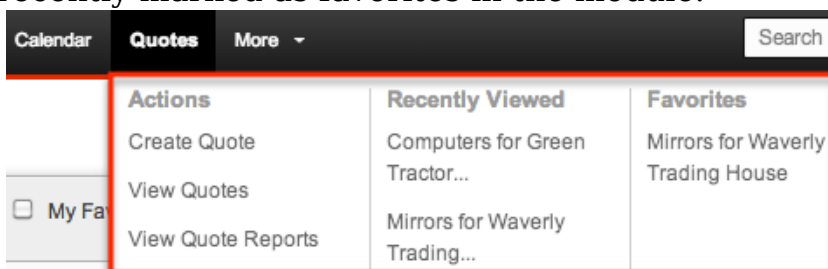 recently marked as favorites in the module.
Calendar Quotes More Search
Actions
Create Quote
View Quotes
View Quote Reports
Recently Viewed
Computers for Green
Tractor...
Mirrors for Waverly
Trading...
Favorites
Mirrors for Waverly
Trading House
My Fav